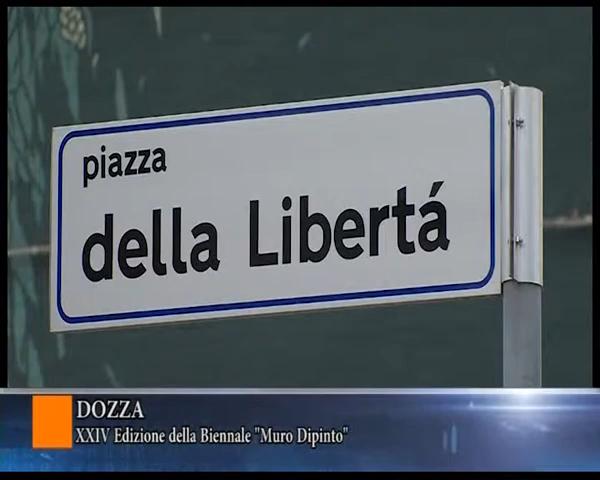 piazza
della Libertá
DOZZA
XXIV Edizione della Biennale "Muro Dipinto"